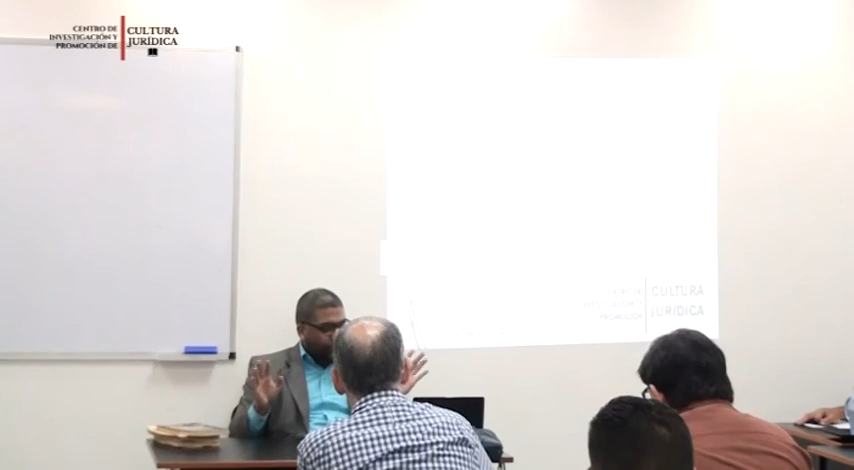 CENTRO DE
INVESTIGACIÓN Y
PROMOCIÓN DE
CULTURA
JURÍDICA
CULTURA
JURÍDICA